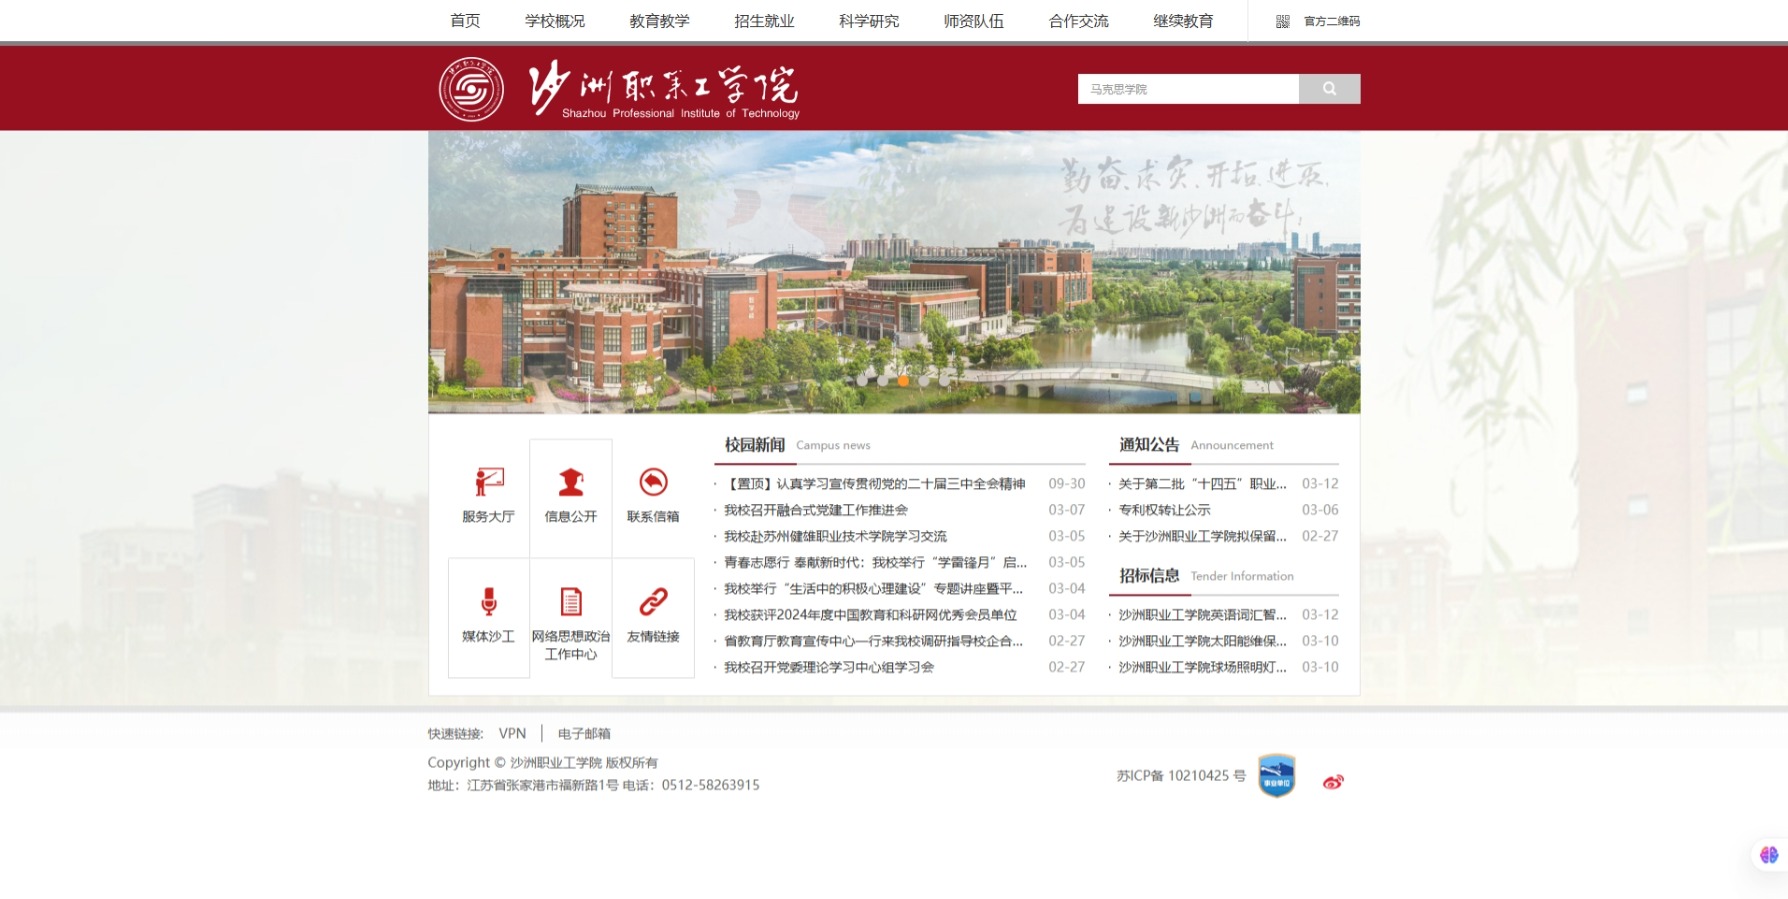 首页 学校概况 教育教学 招生就业 科学研究 师资队伍 合作交流 继续教育 官方二维码
沙洲职业工学院
Shazhou Professional Institute of Technology
马克思学院
勤奋、求实、开拓、进取,
为建设新沙洲而奋斗!
服务大厅 信息公开 联系信箱
媒体沙工 网络思想政治 友情链接
工作中心
校园新闻 Campus news
· 【置顶】认真学习宣传贯彻党的二十届三中全会精神 09-30
· 我校召开融合式党建工作推进会 03-07
· 我校赴苏州健雄职业技术学院学习交流 03-05
· 青春志愿行 奉献新时代：我校举行“学雷锋月”启... 03-05
· 我校举行“生活中的积极心理建设”专题讲座暨平... 03-04
· 我校获评2024年度中国教育和科研网优秀会员单位 03-04
· 省教育厅教育宣传中心一行来我校调研指导校企合... 02-27
· 我校召开党委理论学习中心组学习会 02-27
通知公告 Announcement
· 关于第二批“十四五”职业... 03-12
· 专利权转让公示 03-06
· 关于沙洲职业工学院拟保留... 02-27
招标信息 Tender Information
· 沙洲职业工学院英语词汇智... 03-12
· 沙洲职业工学院太阳能维保... 03-10
· 沙洲职业工学院球场照明灯... 03-10
快速链接: VPN 电子邮箱
Copyright © 沙洲职业工学院 版权所有
地址：江苏省张家港市福新路1号 电话：0512-58263915
苏ICP备 10210425 号
事业单位